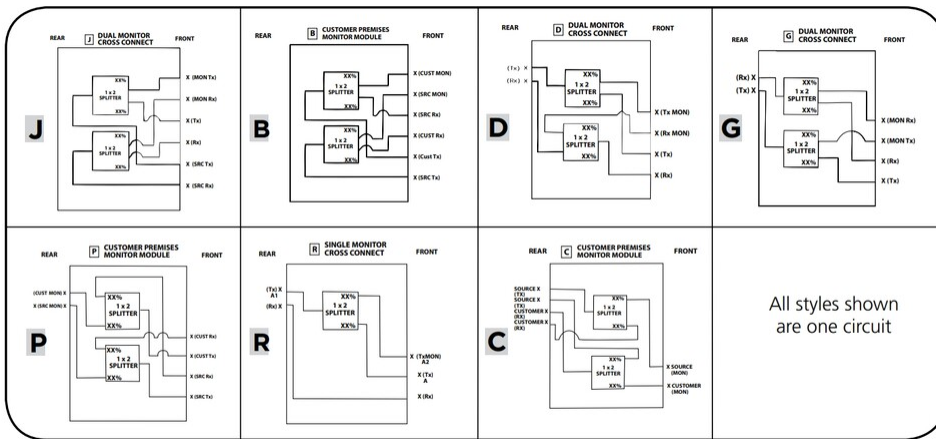 J DUAL MONITOR
CROSS CONNECT
REAR
FRONT
XX%
1 x 2
SPLITTER
XX%
XX%
1 x 2
SPLITTER
XX%
X (MON Tx)
X (MON Rx)
X (Tx)
X (Rx)
X (SRC Tx)
X (SRC Rx)
J
B CUSTOMER PREMISES
MONITOR MODULE
REAR
FRONT
XX%
1 x 2
SPLITTER
XX%
XX%
1 x 2
SPLITTER
XX%
X (CUST MON)
X (SRC MON)
X (SRC Rx)
X (CUST Rx)
X (Cust Tx)
X (SRC Tx)
B
D DUAL MONITOR
CROSS CONNECT
REAR
FRONT
(Tx) X
(Rx) X
XX%
1 x 2
SPLITTER
XX%
XX%
1 x 2
SPLITTER
XX%
X (Tx MON)
X (Rx MON)
X (Tx)
X (Rx)
D
G DUAL MONITOR
CROSS CONNECT
REAR
FRONT
(Rx) X
(Tx) X
XX%
1 x 2
SPLITTER
XX%
XX%
1 x 2
SPLITTER
XX%
X (MON Rx)
X (MON Tx)
X (Rx)
X (Tx)
G
P CUSTOMER PREMISES
MONITOR MODULE
REAR
FRONT
(CUST MON) X
X (SRC MON) X
XX%
1 x 2
SPLITTER
XX%
XX%
1 x 2
SPLITTER
XX%
X (CUST Rx)
X (CUST Tx)
X (SRC Rx)
X (SRC Tx)
P
R SINGLE MONITOR
CROSS CONNECT
REAR
FRONT
(Tx) X
A1
(Rx) X
XX%
1 x 2
SPLITTER
XX%
X (TxMON)
A2
X (Tx)
A
X (Rx)
R
C CUSTOMER PREMISES
MONITOR MODULE
REAR
FRONT
SOURCE X
(TX)
SOURCE X
(TX)
CUSTOMER X
(RX)
CUSTOMER X
(RX)
XX%
1 x 2
SPLITTER
XX%
XX%
1 x 2
SPLITTER
XX%
X SOURCE
(MON)
X CUSTOMER
(MON)
C
All styles shown
are one circuit